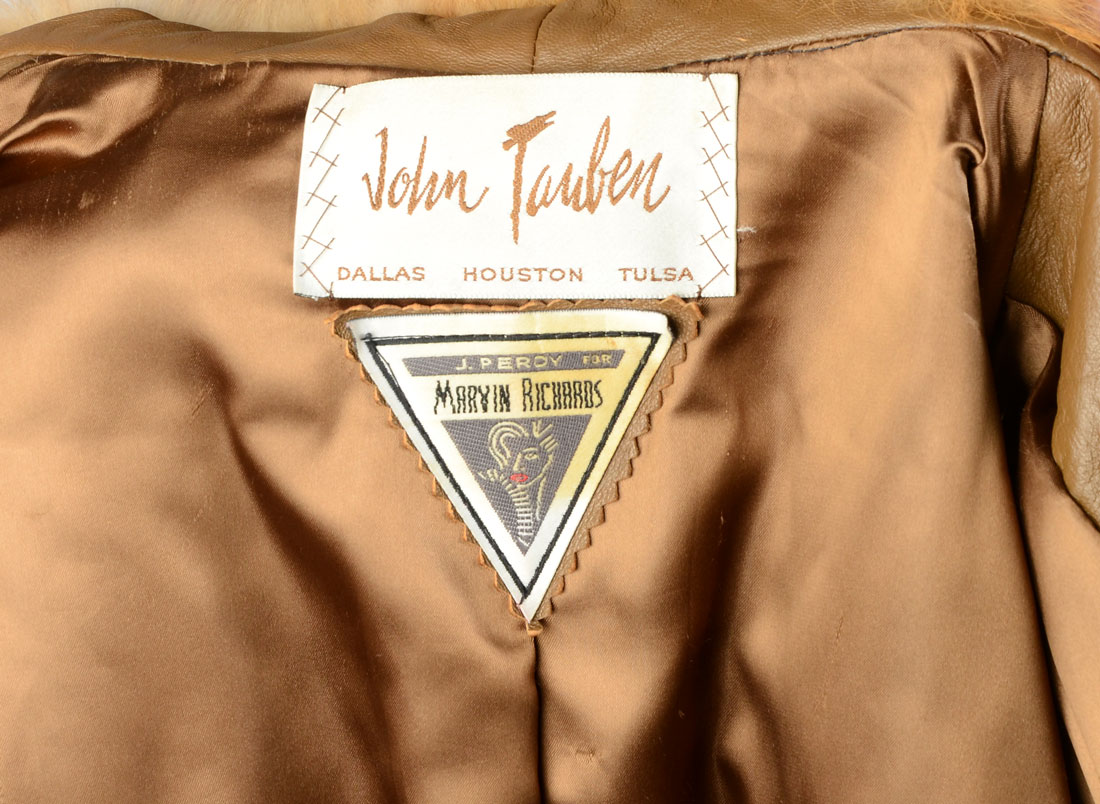 John Tauben
DALLAS HOUSTON TULSA
J. PERDY FOR
MARVIN RICHARDS